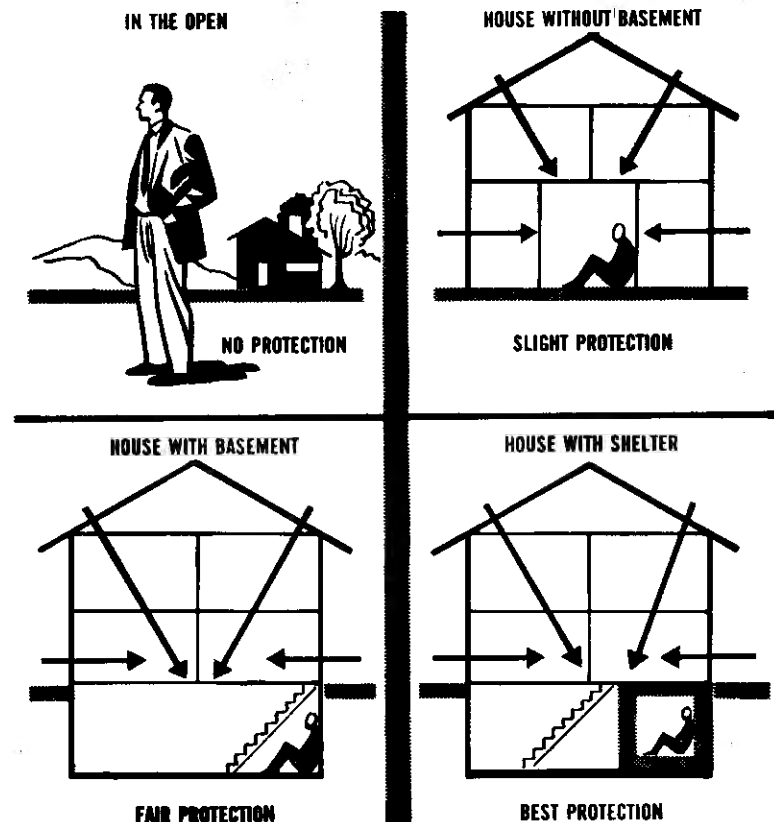 IN THE OPEN
NO PROTECTION
HOUSE WITHOUT BASEMENT
SLIGHT PROTECTION
HOUSE WITH BASEMENT
FAIR PROTECTION
HOUSE WITH SHELTER
BEST PROTECTION